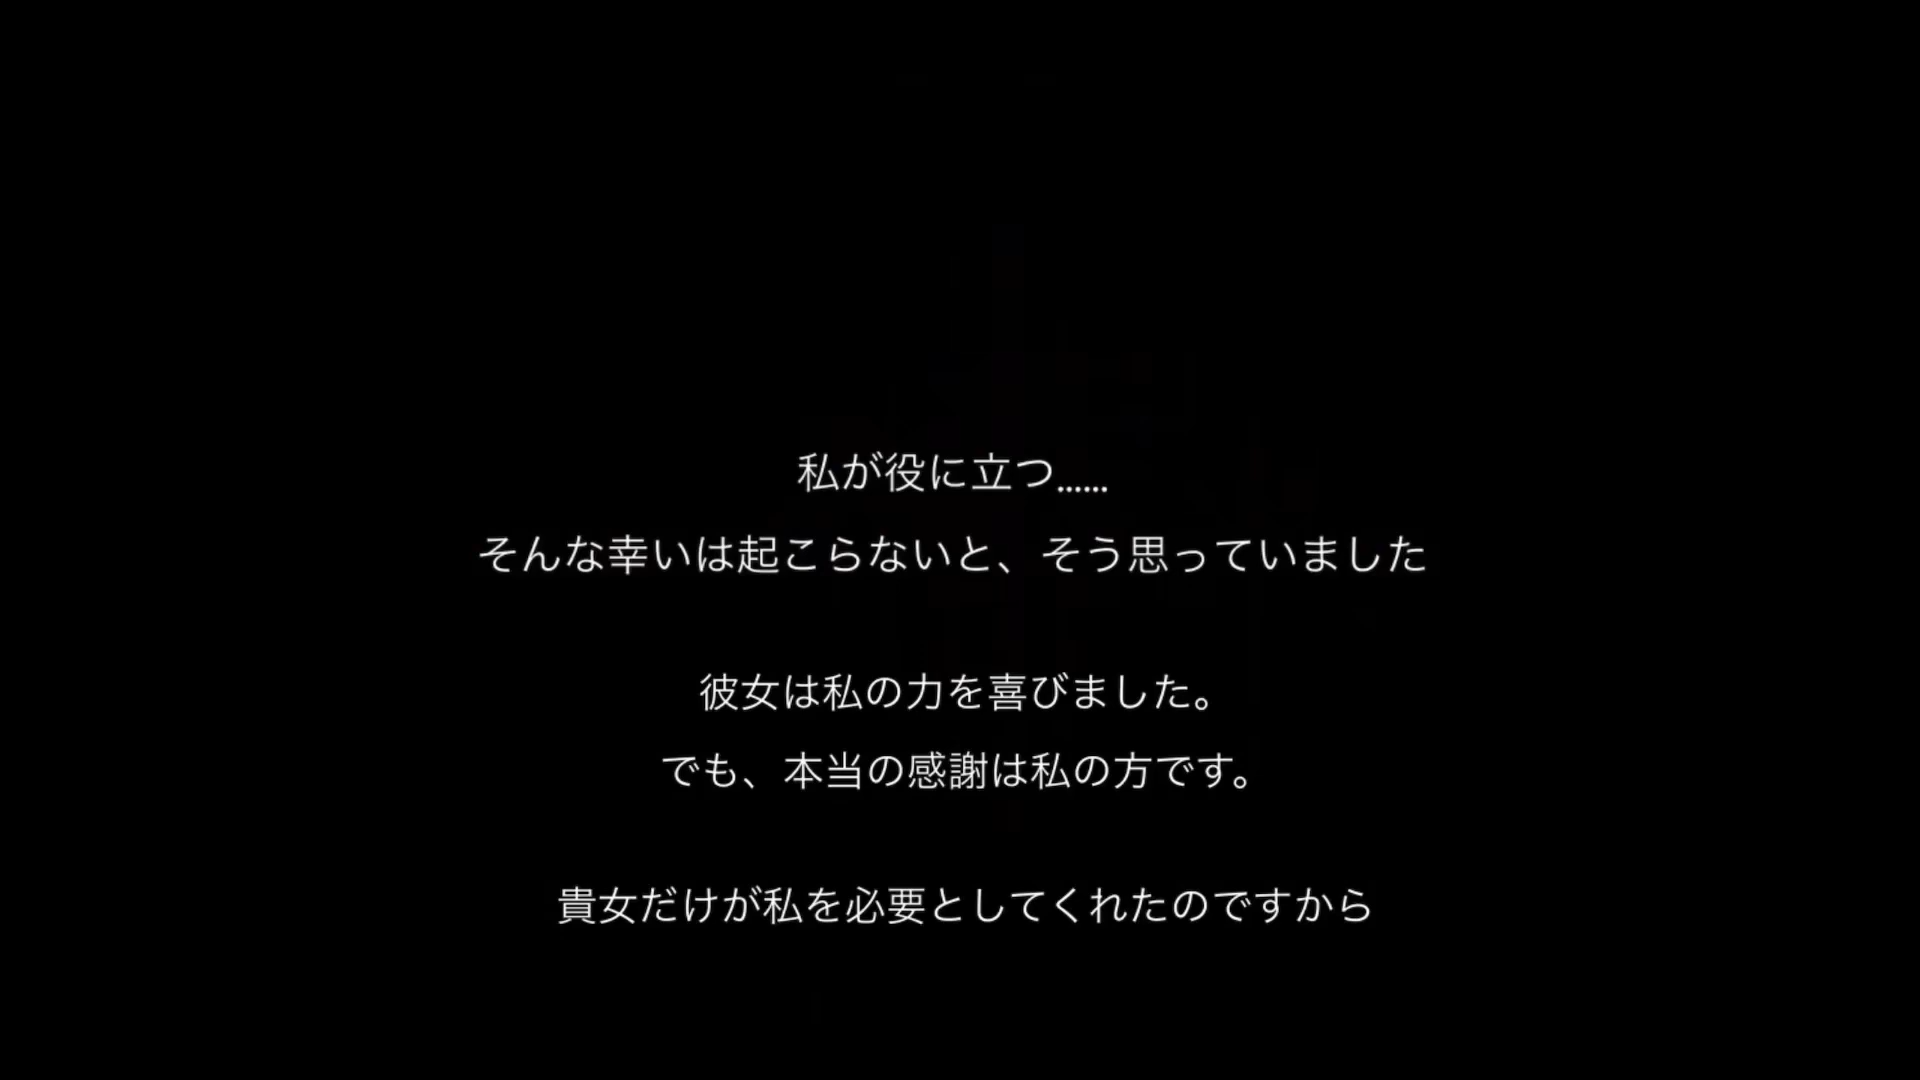 私が役に立つ……
そんな幸いは起こらないと、そう思っていました
彼女は私の力を喜びました。
でも、本当の感謝は私の方です。
貴女だけが私を必要としてくれたのですから